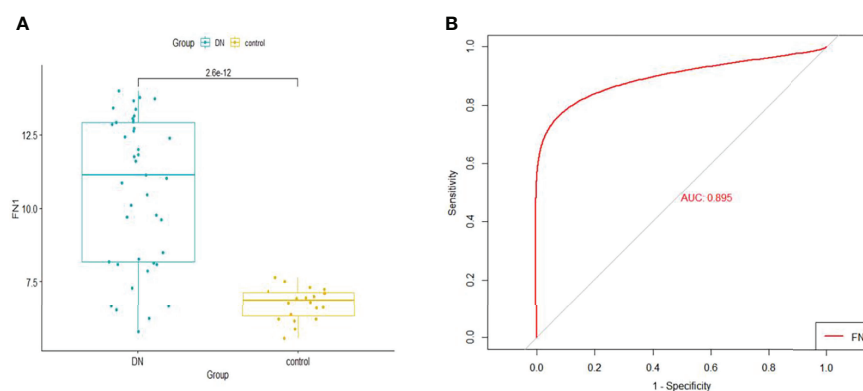 A
Group DN control
2.6e-12
12.5
10.0
7.5
FN1
DN control
Group
B
1.0
0.8
0.6
0.4
0.2
0.0
Sensitivity
AUC: 0.895
FN
0.0 0.2 0.4 0.6 0.8 1.0
1 - Specificity